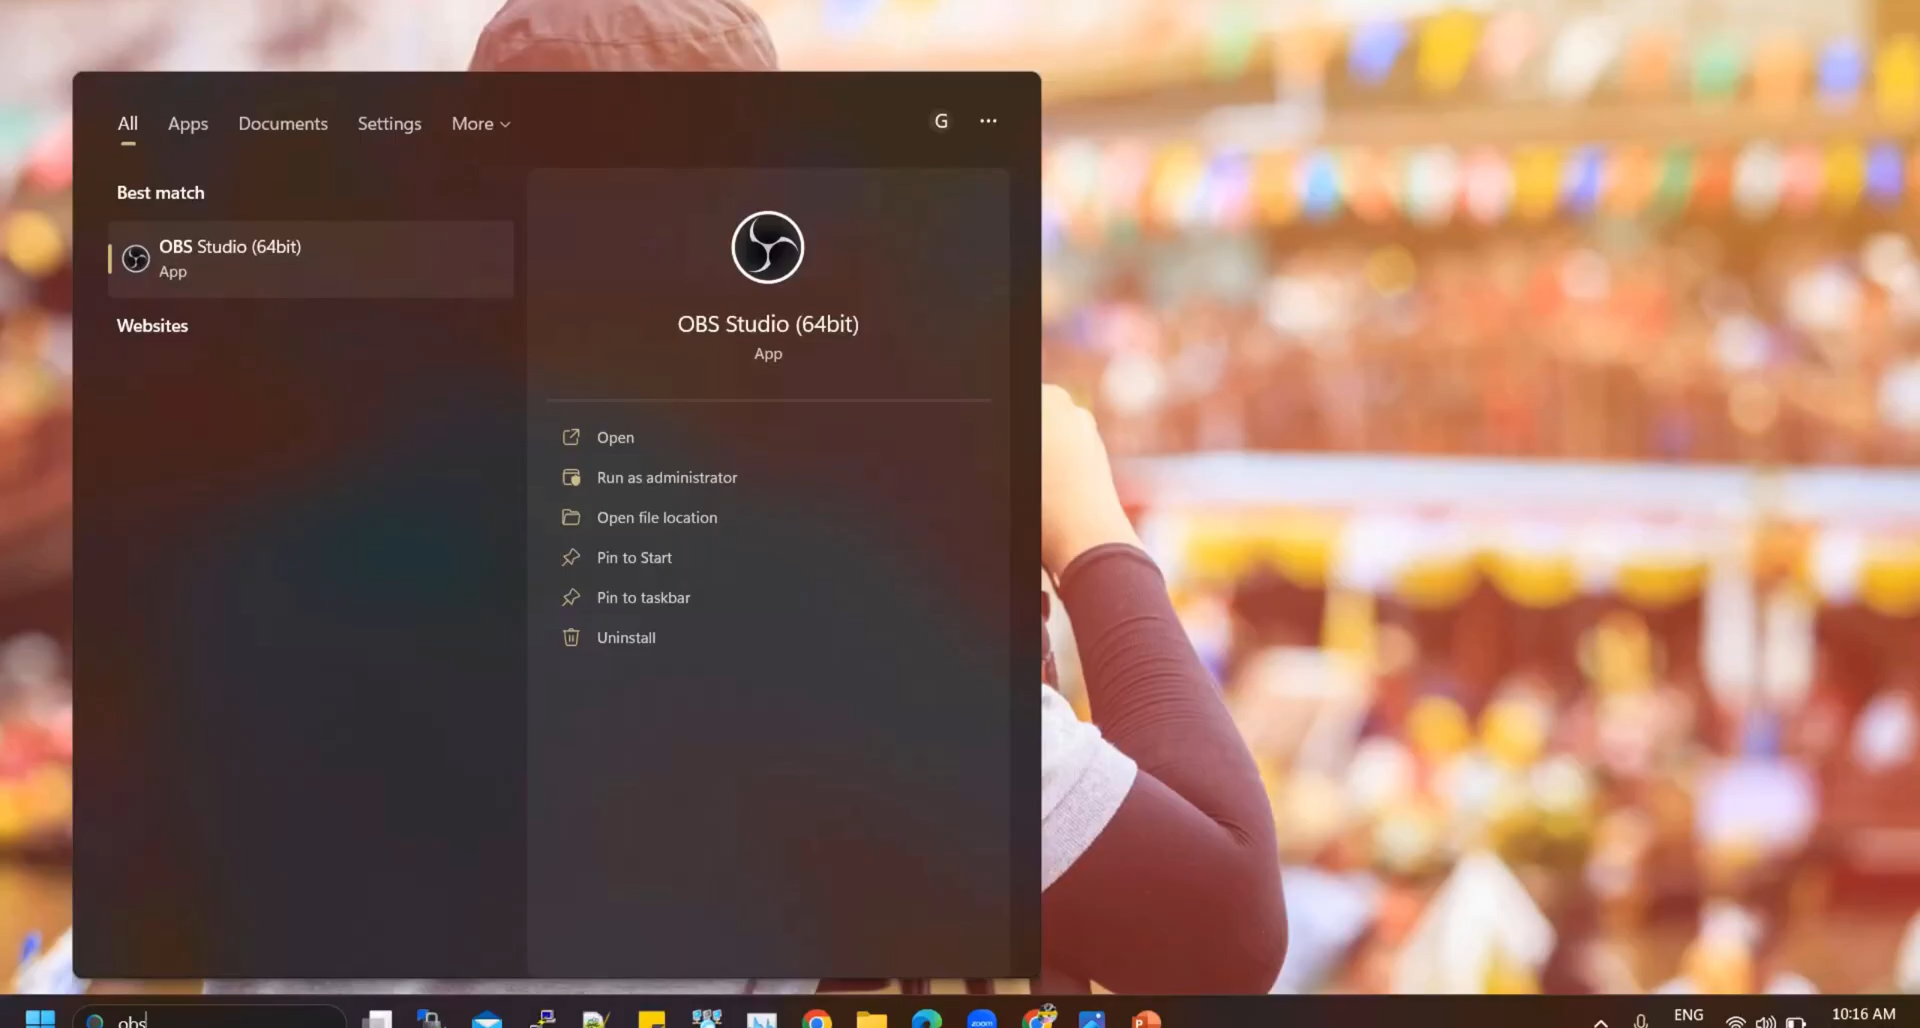 All Apps Documents Settings More
G
Best match
OBS Studio (64bit)
App
Websites
OBS Studio (64bit)
App
Open
Run as administrator
Open file location
Pin to Start
Pin to taskbar
Uninstall
obs
zoom
ENG
10:16 AM